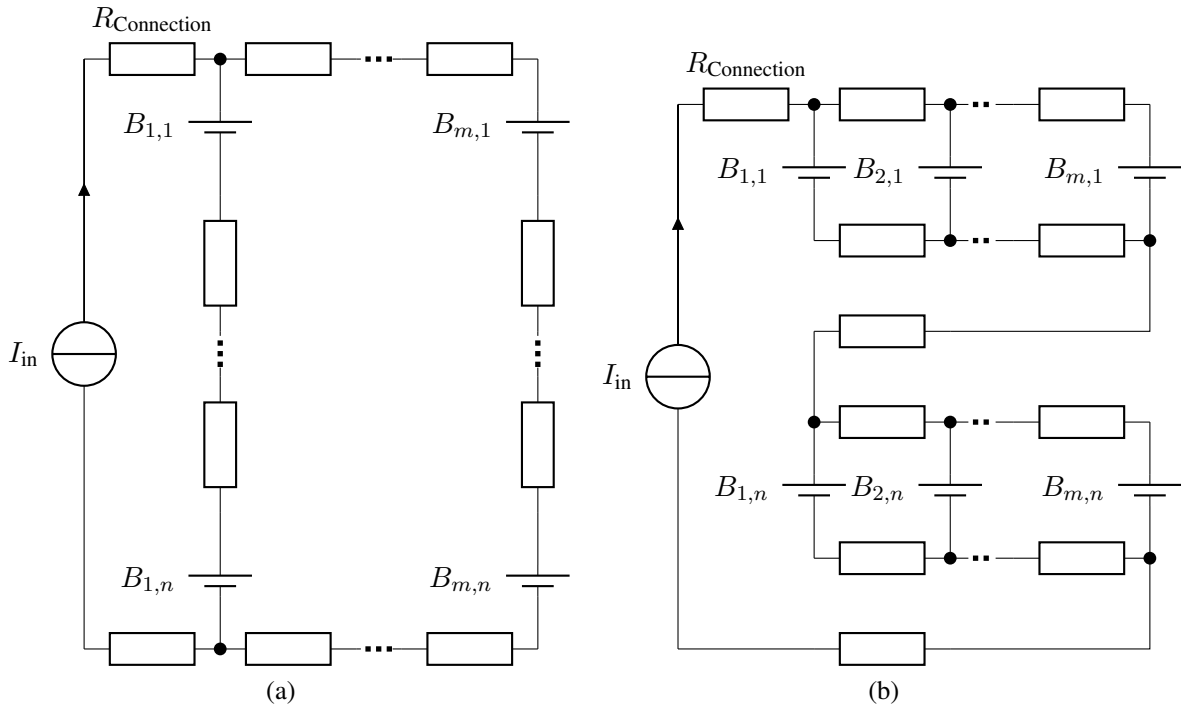 R_Connection
B_{1,1}
B_{m,1}
I_in
B_{1,n}
B_{m,n}
(a)
R_Connection
B_{1,1}
B_{2,1}
B_{m,1}
I_in
B_{1,n}
B_{2,n}
B_{m,n}
(b)